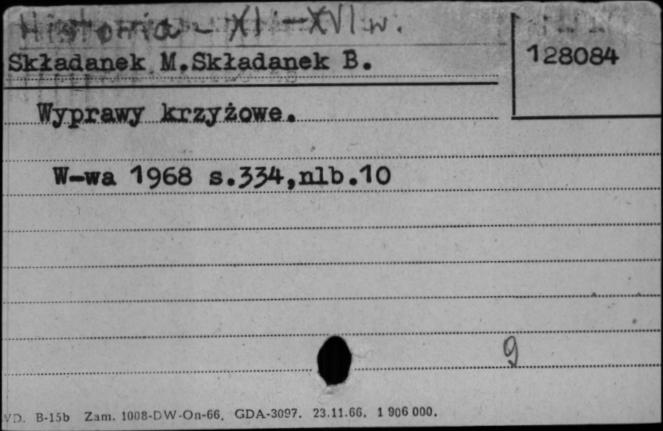 Historia - XI - XVI w.
Składanek M.Składanek B.
128084
Wyprawy krzyżowe.
W-wa 1968 s.334,nlb.10
9
VD. B-15b Zam. 1008-DW-On-66. GDA-3097. 23.11.66. 1 906 000.